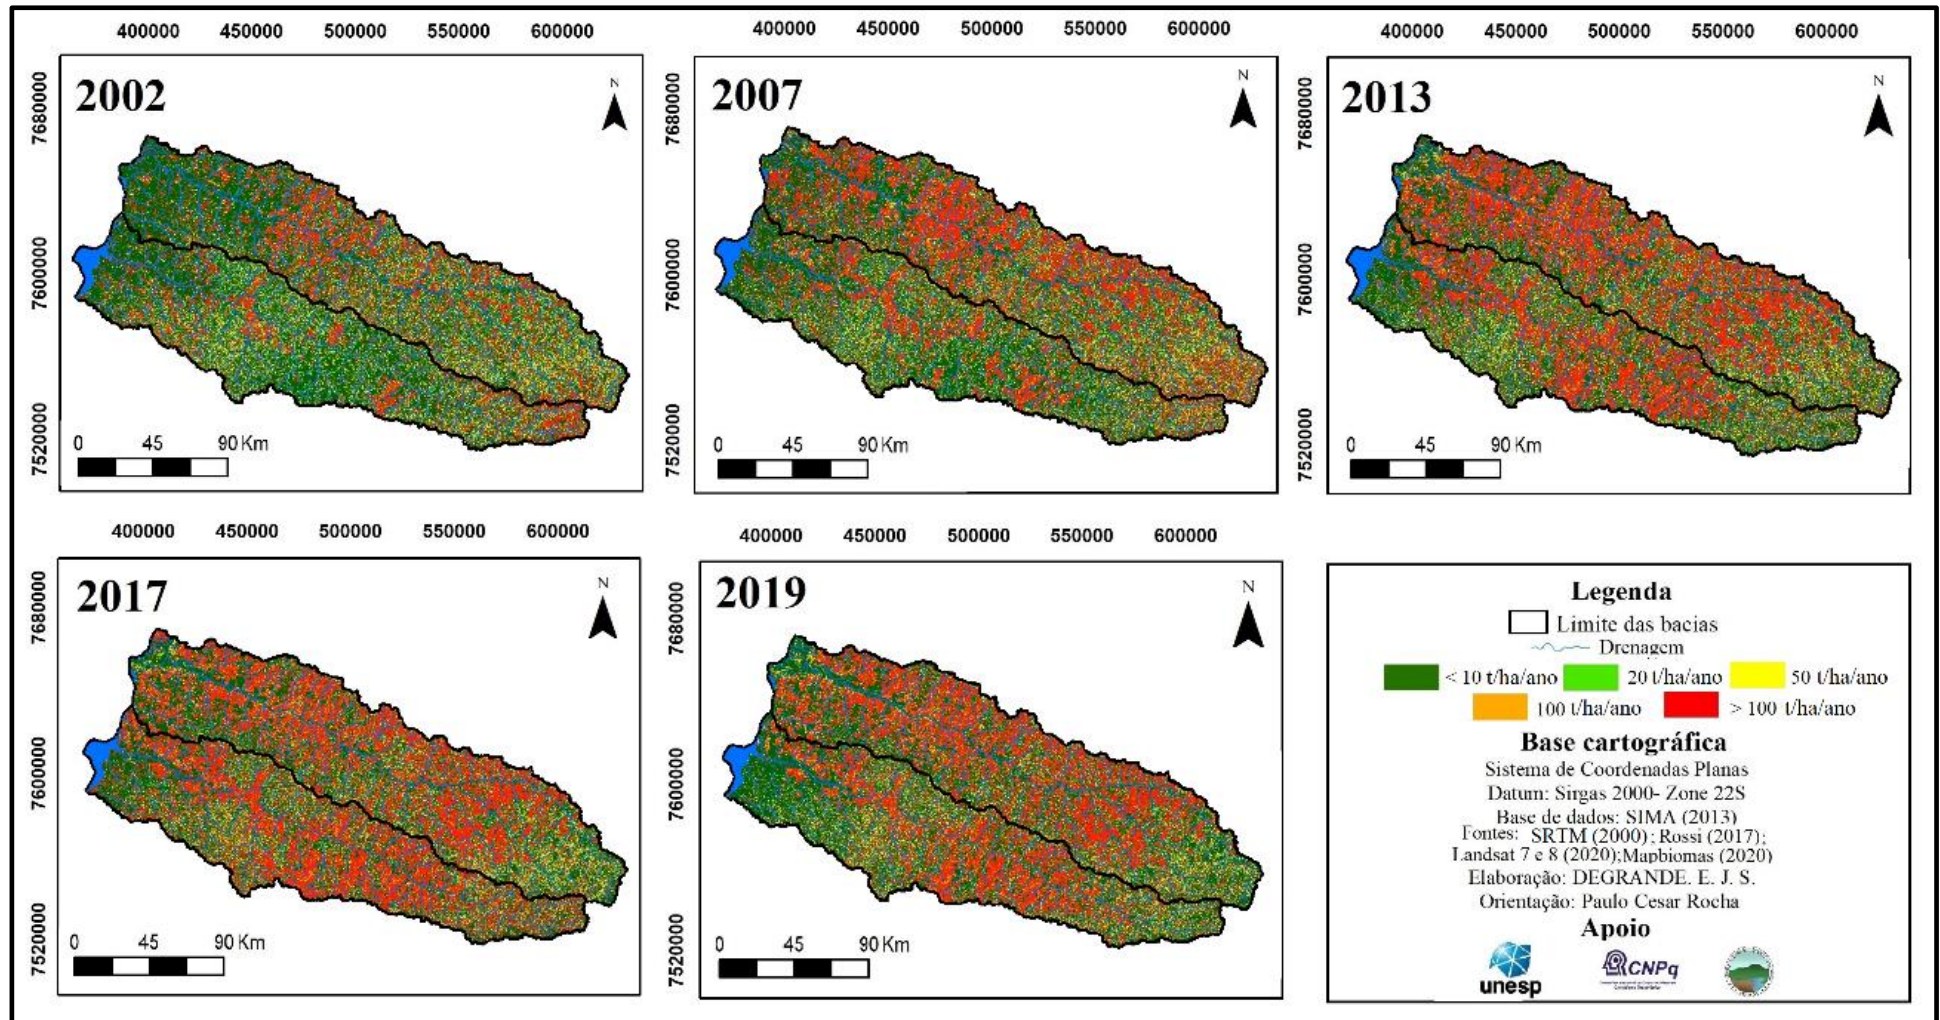 400000 450000 500000 550000 600000
2002
N
7680000
7600000
7520000
0 45 90 Km
400000 450000 500000 550000 600000
2007
N
7680000
7600000
7520000
0 45 90 Km
400000 450000 500000 550000 600000
2013
N
7680000
7600000
7520000
0 45 90 Km
400000 450000 500000 550000 600000
2017
N
7680000
7600000
7520000
0 45 90 Km
400000 450000 500000 550000 600000
2019
N
7680000
7600000
7520000
0 45 90 Km
Legenda
Limite das bacias
Drenagem
< 10 t/ha/ano 20 t/ha/ano 50 t/ha/ano
100 t/ha/ano > 100 t/ha/ano
Base cartográfica
Sistema de Coordenadas Planas
Datum: Sirgas 2000- Zone 22S
Base de dados: SIMA (2013)
Fontes: SRTM (2000); Rossi (2017);
Landsat 7 e 8 (2020);Mapbiomas (2020)
Elaboração: DEGRANDE. E. J. S.
Orientação: Paulo Cesar Rocha
Apoio
unesp
CNPq